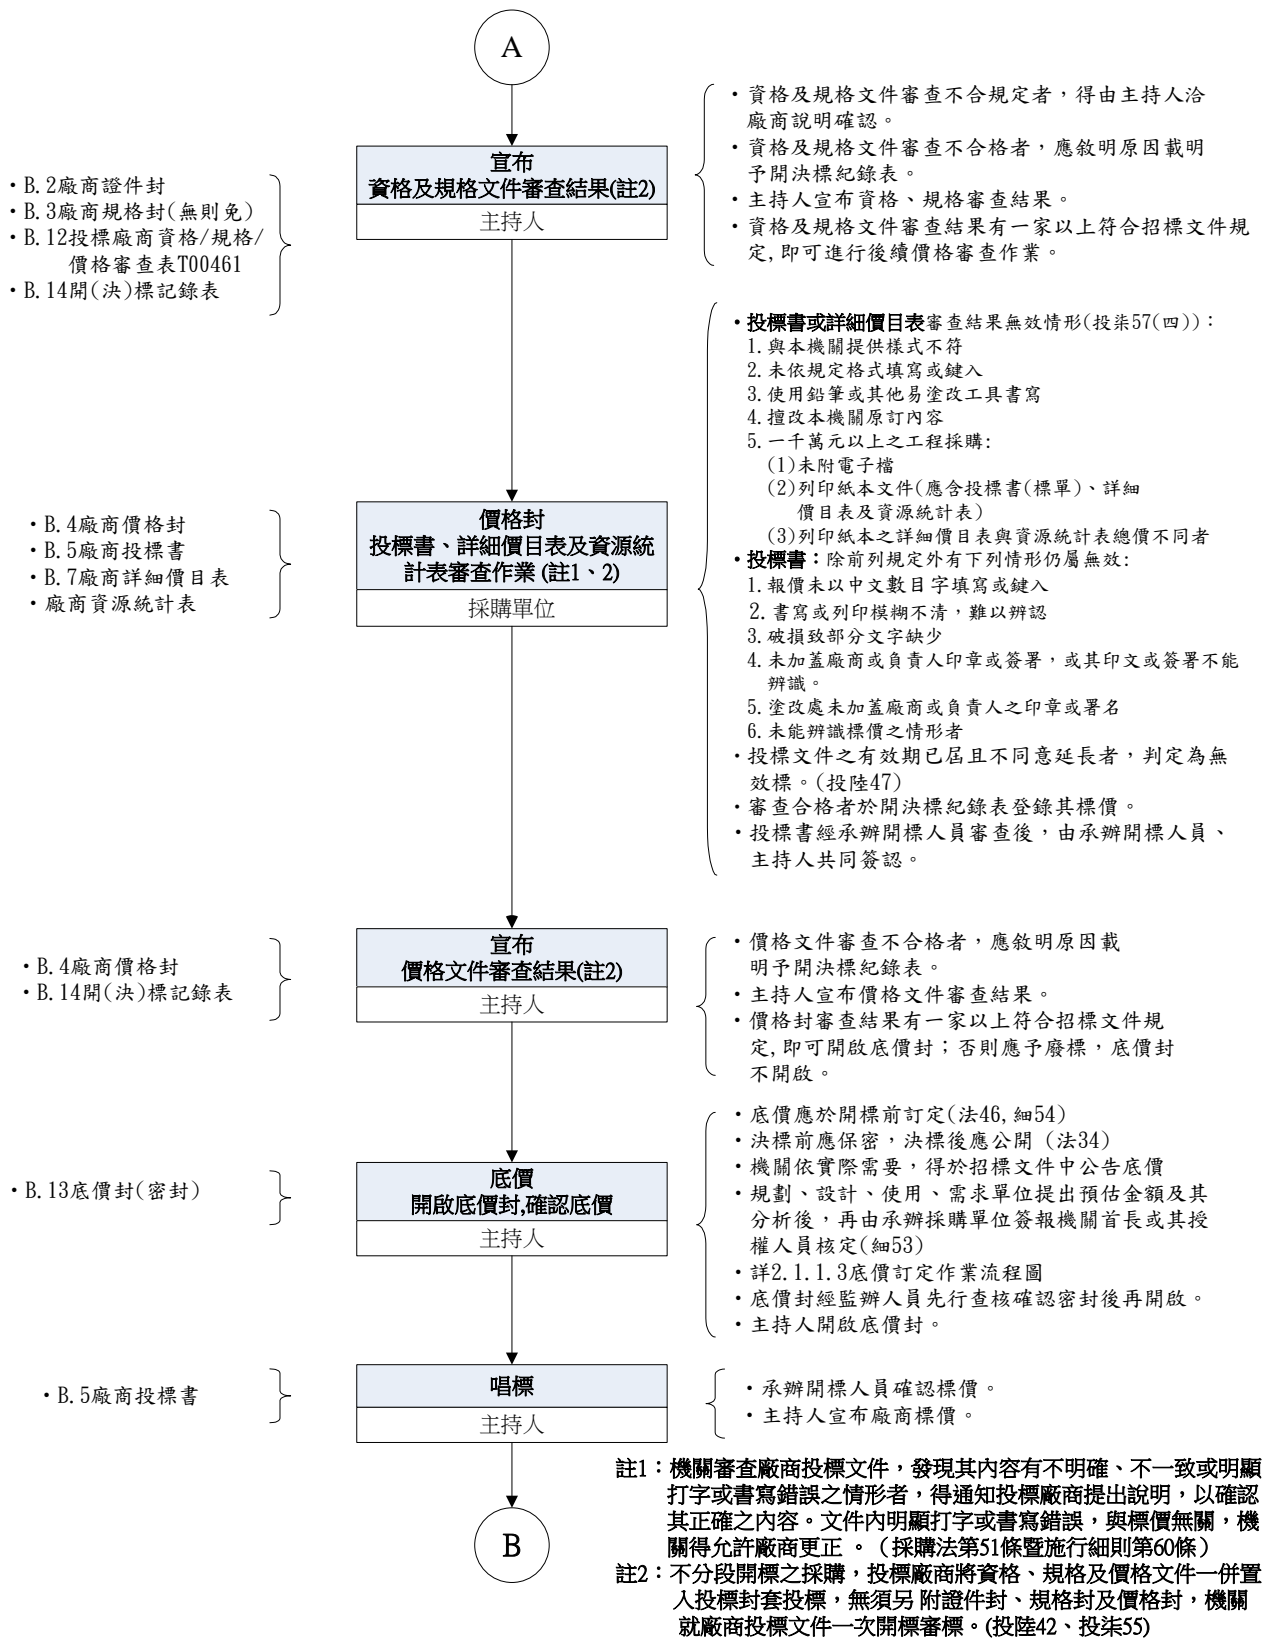 A
・B.2廠商證件封
・B.3廠商規格封(無則免)
・B.12投標廠商資格/規格/
價格審查表T00461
・B.14開(決)標記錄表
宣布
資格及規格文件審查結果(註2)
主持人
・資格及規格文件審查不合規定者，得由主持人洽
廠商說明確認。
・資格及規格文件審查不合格者，應敘明原因載明
予開決標紀錄表。
・主持人宣布資格、規格審查結果。
・資格及規格文件審查結果有一家以上符合招標文件規
定,即可進行後續價格審查作業。
・B.4廠商價格封
・B.5廠商投標書
・B.7廠商詳細價目表
・廠商資源統計表
價格封
投標書、詳細價目表及資源統
計表審查作業 (註1、2)
採購單位
・投標書或詳細價目表審查結果無效情形(投柒57(四))：
1.與本機關提供樣式不符
2.未依規定格式填寫或鍵入
3.使用鉛筆或其他易塗改工具書寫
4.擅改本機關原訂內容
5.一千萬元以上之工程採購:
(1)未附電子檔
(2)列印紙本文件(應含投標書(標單)、詳細
價目表及資源統計表)
(3)列印紙本之詳細價目表與資源統計表總價不同者
・投標書：除前列規定外有下列情形仍屬無效:
1.報價未以中文數目字填寫或鍵入
2.書寫或列印模糊不清，難以辨認
3.破損致部分文字缺少
4.未加蓋廠商或負責人印章或簽署，或其印文或簽署不能
辨識。
5.塗改處未加蓋廠商或負責人之印章或署名
6.未能辨識標價之情形者
・投標文件之有效期已屆且不同意延長者，判定為無
效標。(投陸47)
・審查合格者於開決標紀錄表登錄其標價。
・投標書經承辦開標人員審查後，由承辦開標人員、
主持人共同簽認。
・B.4廠商價格封
・B.14開(決)標記錄表
宣布
價格文件審查結果(註2)
主持人
・價格文件審查不合格者，應敘明原因載
明予開決標紀錄表。
・主持人宣布價格文件審查結果。
・價格封審查結果有一家以上符合招標文件規
定,即可開啟底價封；否則應予廢標，底價封
不開啟。
・B.13底價封(密封)
底價
開啟底價封,確認底價
主持人
・底價應於開標前訂定(法46,細54)
・決標前應保密，決標後應公開 (法34)
・機關依實際需要，得於招標文件中公告底價
・規劃、設計、使用、需求單位提出預估金額及其
分析後，再由承辦採購單位簽報機關首長或其授
權人員核定(細53)
・詳2.1.1.3底價訂定作業流程圖
・底價封經監辦人員先行查核確認密封後再開啟。
・主持人開啟底價封。
・B.5廠商投標書
唱標
主持人
・承辦開標人員確認標價。
・主持人宣布廠商標價。
B
註1：機關審查廠商投標文件，發現其內容有不明確、不一致或明顯
打字或書寫錯誤之情形者，得通知投標廠商提出說明，以確認
其正確之內容。文件內明顯打字或書寫錯誤，與標價無關，機
關得允許廠商更正 。（採購法第51條暨施行細則第60條）
註2：不分段開標之採購，投標廠商將資格、規格及價格文件一併置
入投標封套投標，無須另 附證件封、規格封及價格封，機關
就廠商投標文件一次開標審標。(投陸42、投柒55)